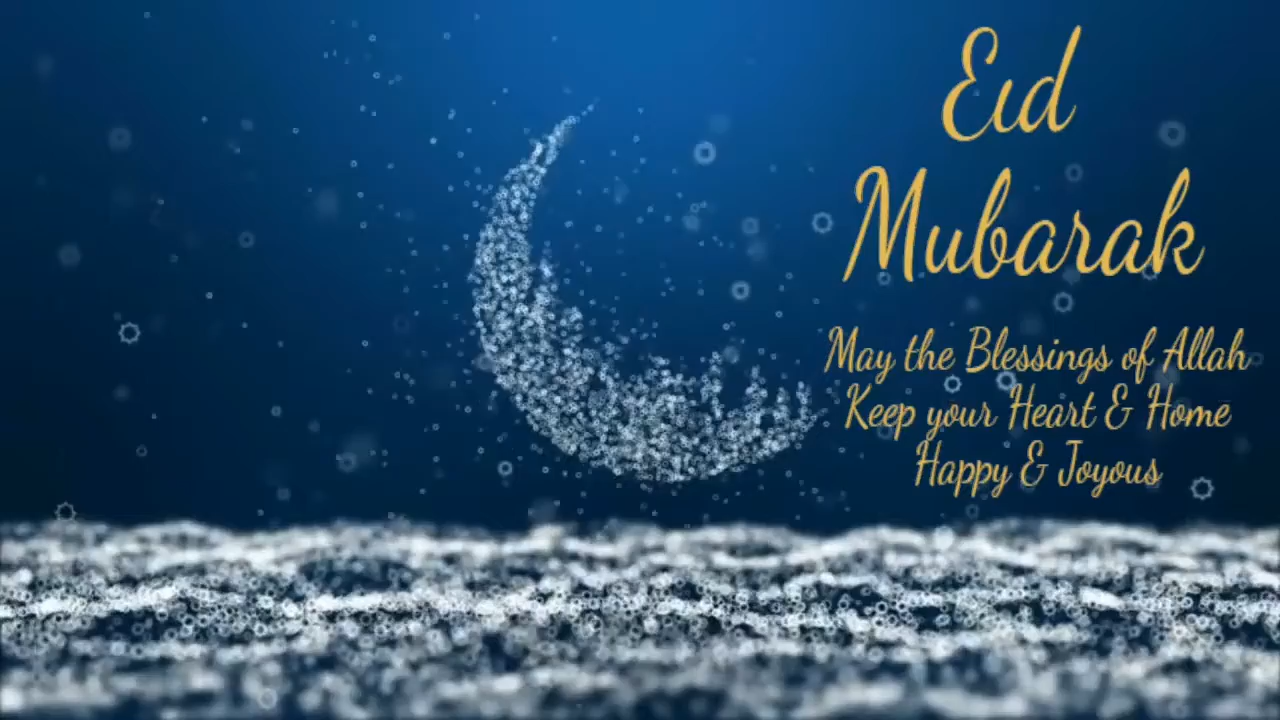 Eid
Mubarak
May the Blessings of Allah
Keep your Heart & Home
Happy & Joyous